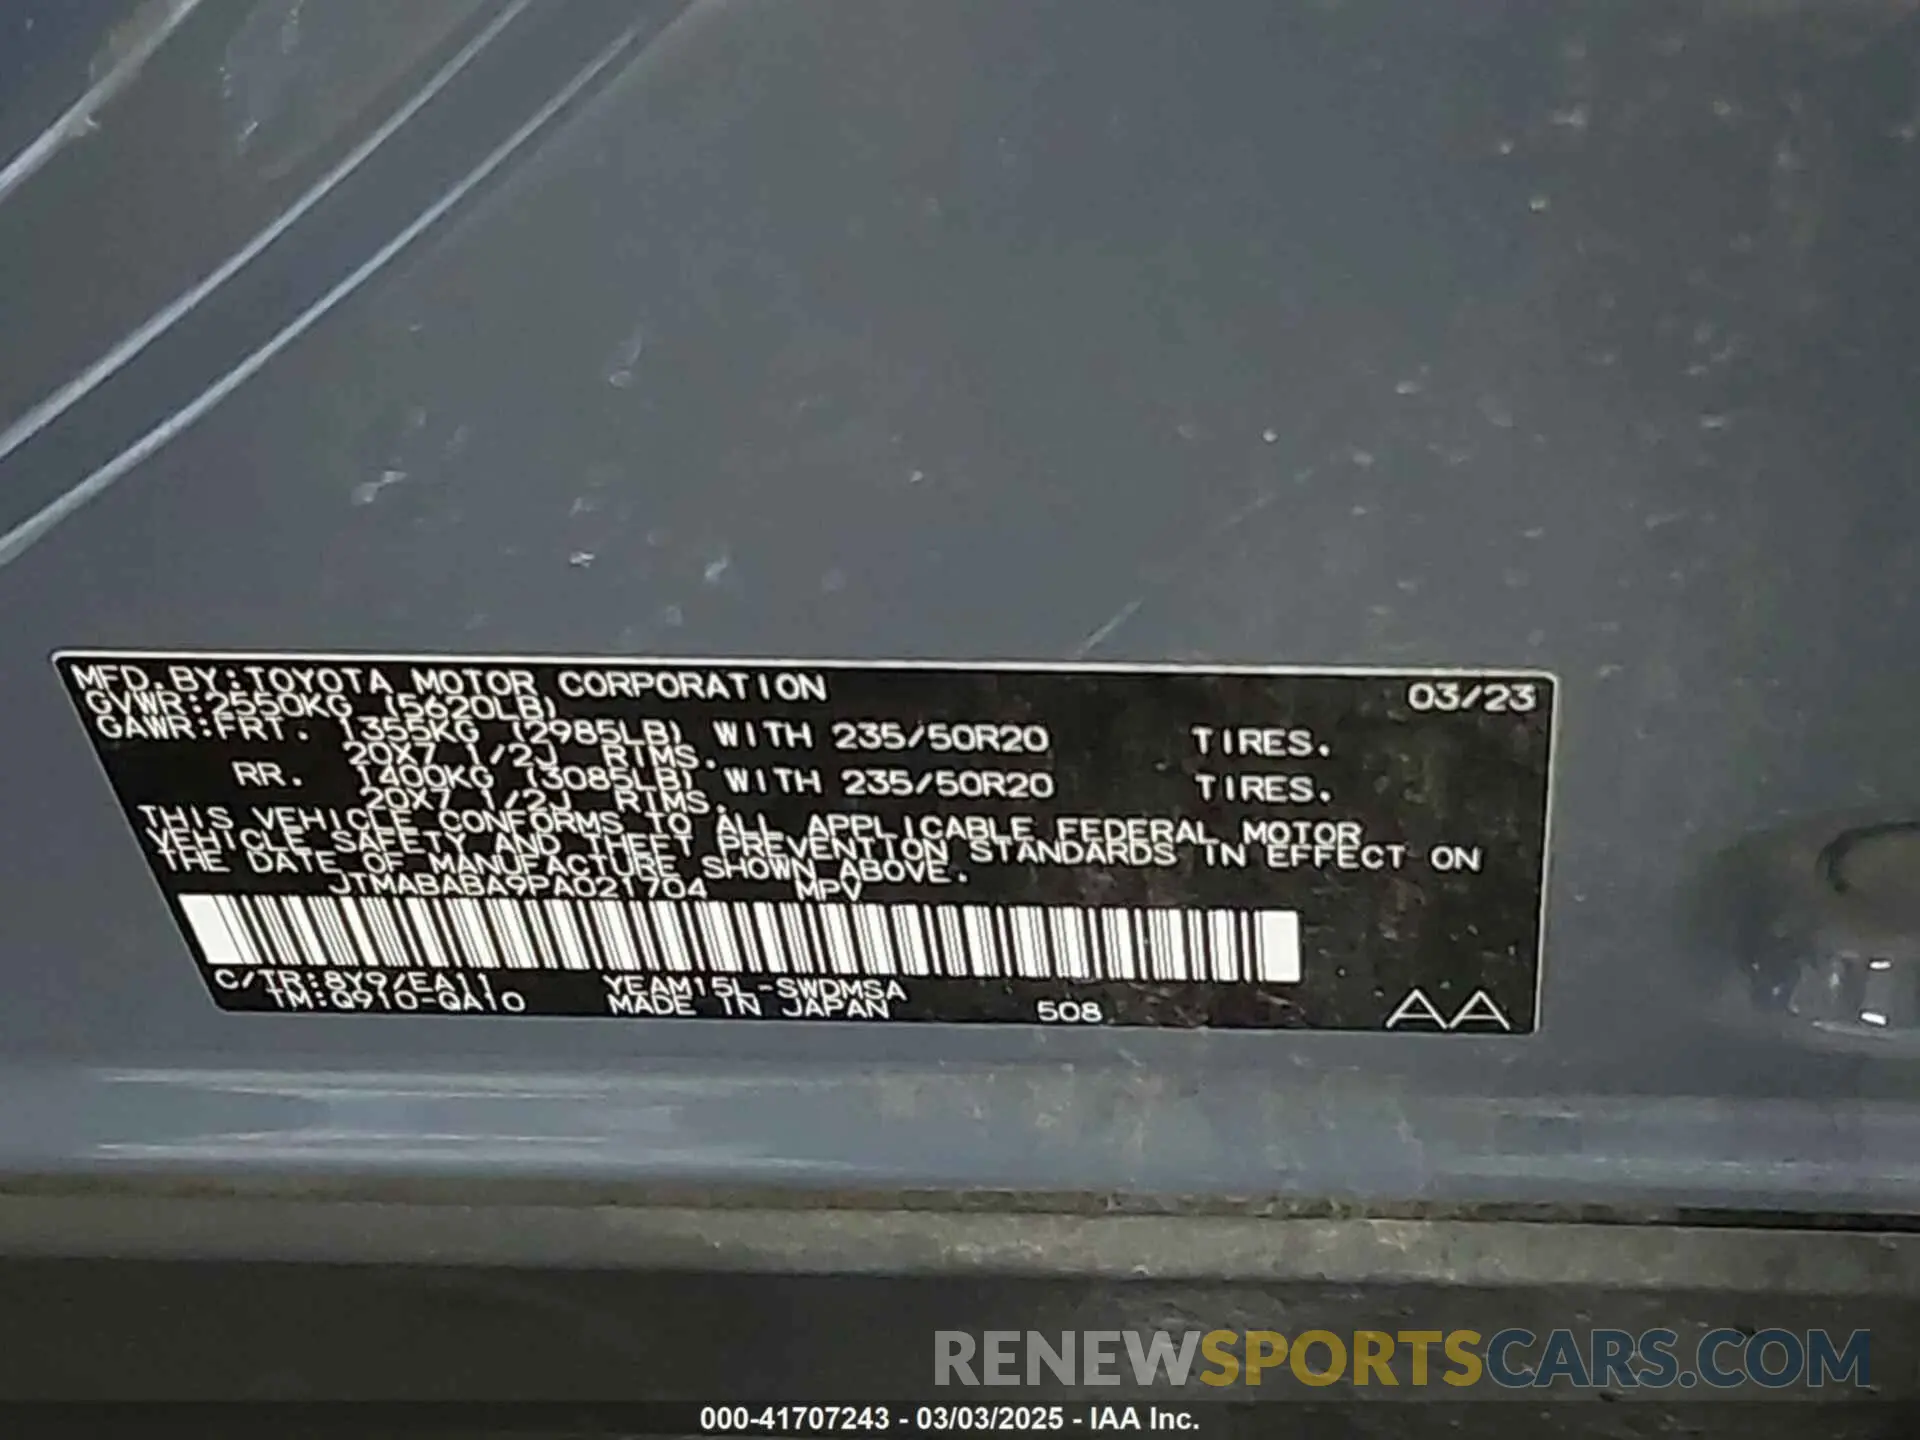 MFD.BY:TOYOTA MOTOR CORPORATION 03/23
GVWR:2550KG (5620LB)
GAWR:FRT. 1355KG (2985LB) WITH 235/50R20 TIRES.
20X7 1/2J RIMS.
RR. 1400KG (3085LB) WITH 235/50R20 TIRES.
20X7 1/2J RIMS.
THIS VEHICLE CONFORMS TO ALL APPLICABLE FEDERAL MOTOR
VEHICLE SAFETY AND THEFT PREVENTION STANDARDS IN EFFECT ON
THE DATE OF MANUFACTURE SHOWN ABOVE.
JTMABABA9PA021704 MPV
C/TR:8Y9/EA11 YEAM15L-SWDMSA
TM:Q910-QA10 MADE IN JAPAN 508 AA
RENEWSPORTSCARS.COM
000-41707243 - 03/03/2025 - IAA Inc.